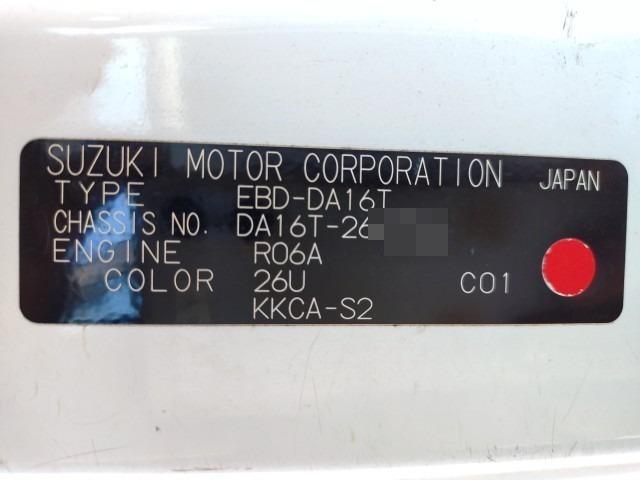 SUZUKI MOTOR CORPORATION JAPAN
TYPE EBD-DA16T
CHASSIS NO. DA16T-26
ENGINE R06A
COLOR 26U C01
KKCA-S2